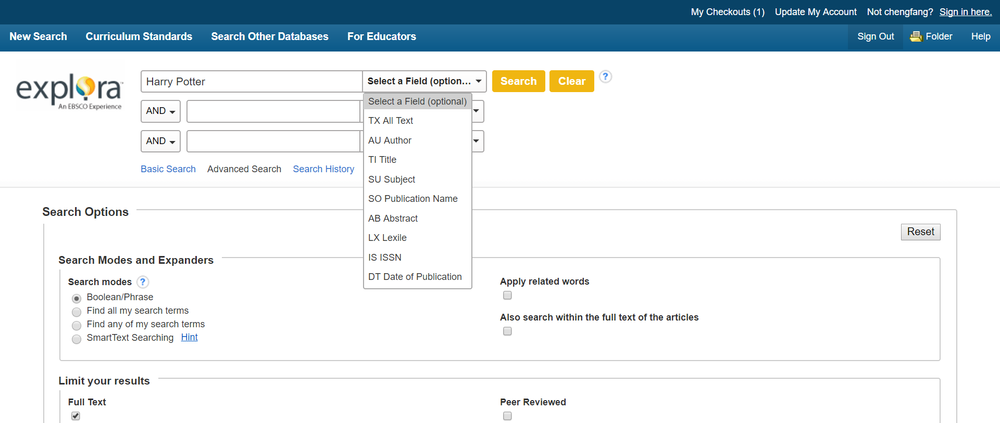 My Checkouts (1) Update My Account Not chengfang? Sign in here.
New Search Curriculum Standards Search Other Databases For Educators Sign Out Folder Help
explora™
An EBSCO Experience
Harry Potter Select a Field (option... Search Clear ?
Select a Field (optional)
AND
TX All Text
AU Author
AND
TI Title
Basic Search Advanced Search Search History
SU Subject
SO Publication Name
AB Abstract
LX Lexile
IS ISSN
DT Date of Publication
Search Options
Reset
Search Modes and Expanders
Search modes ?
Boolean/Phrase
Find all my search terms
Find any of my search terms
SmartText Searching Hint
Apply related words
Also search within the full text of the articles
Limit your results
Full Text
Peer Reviewed